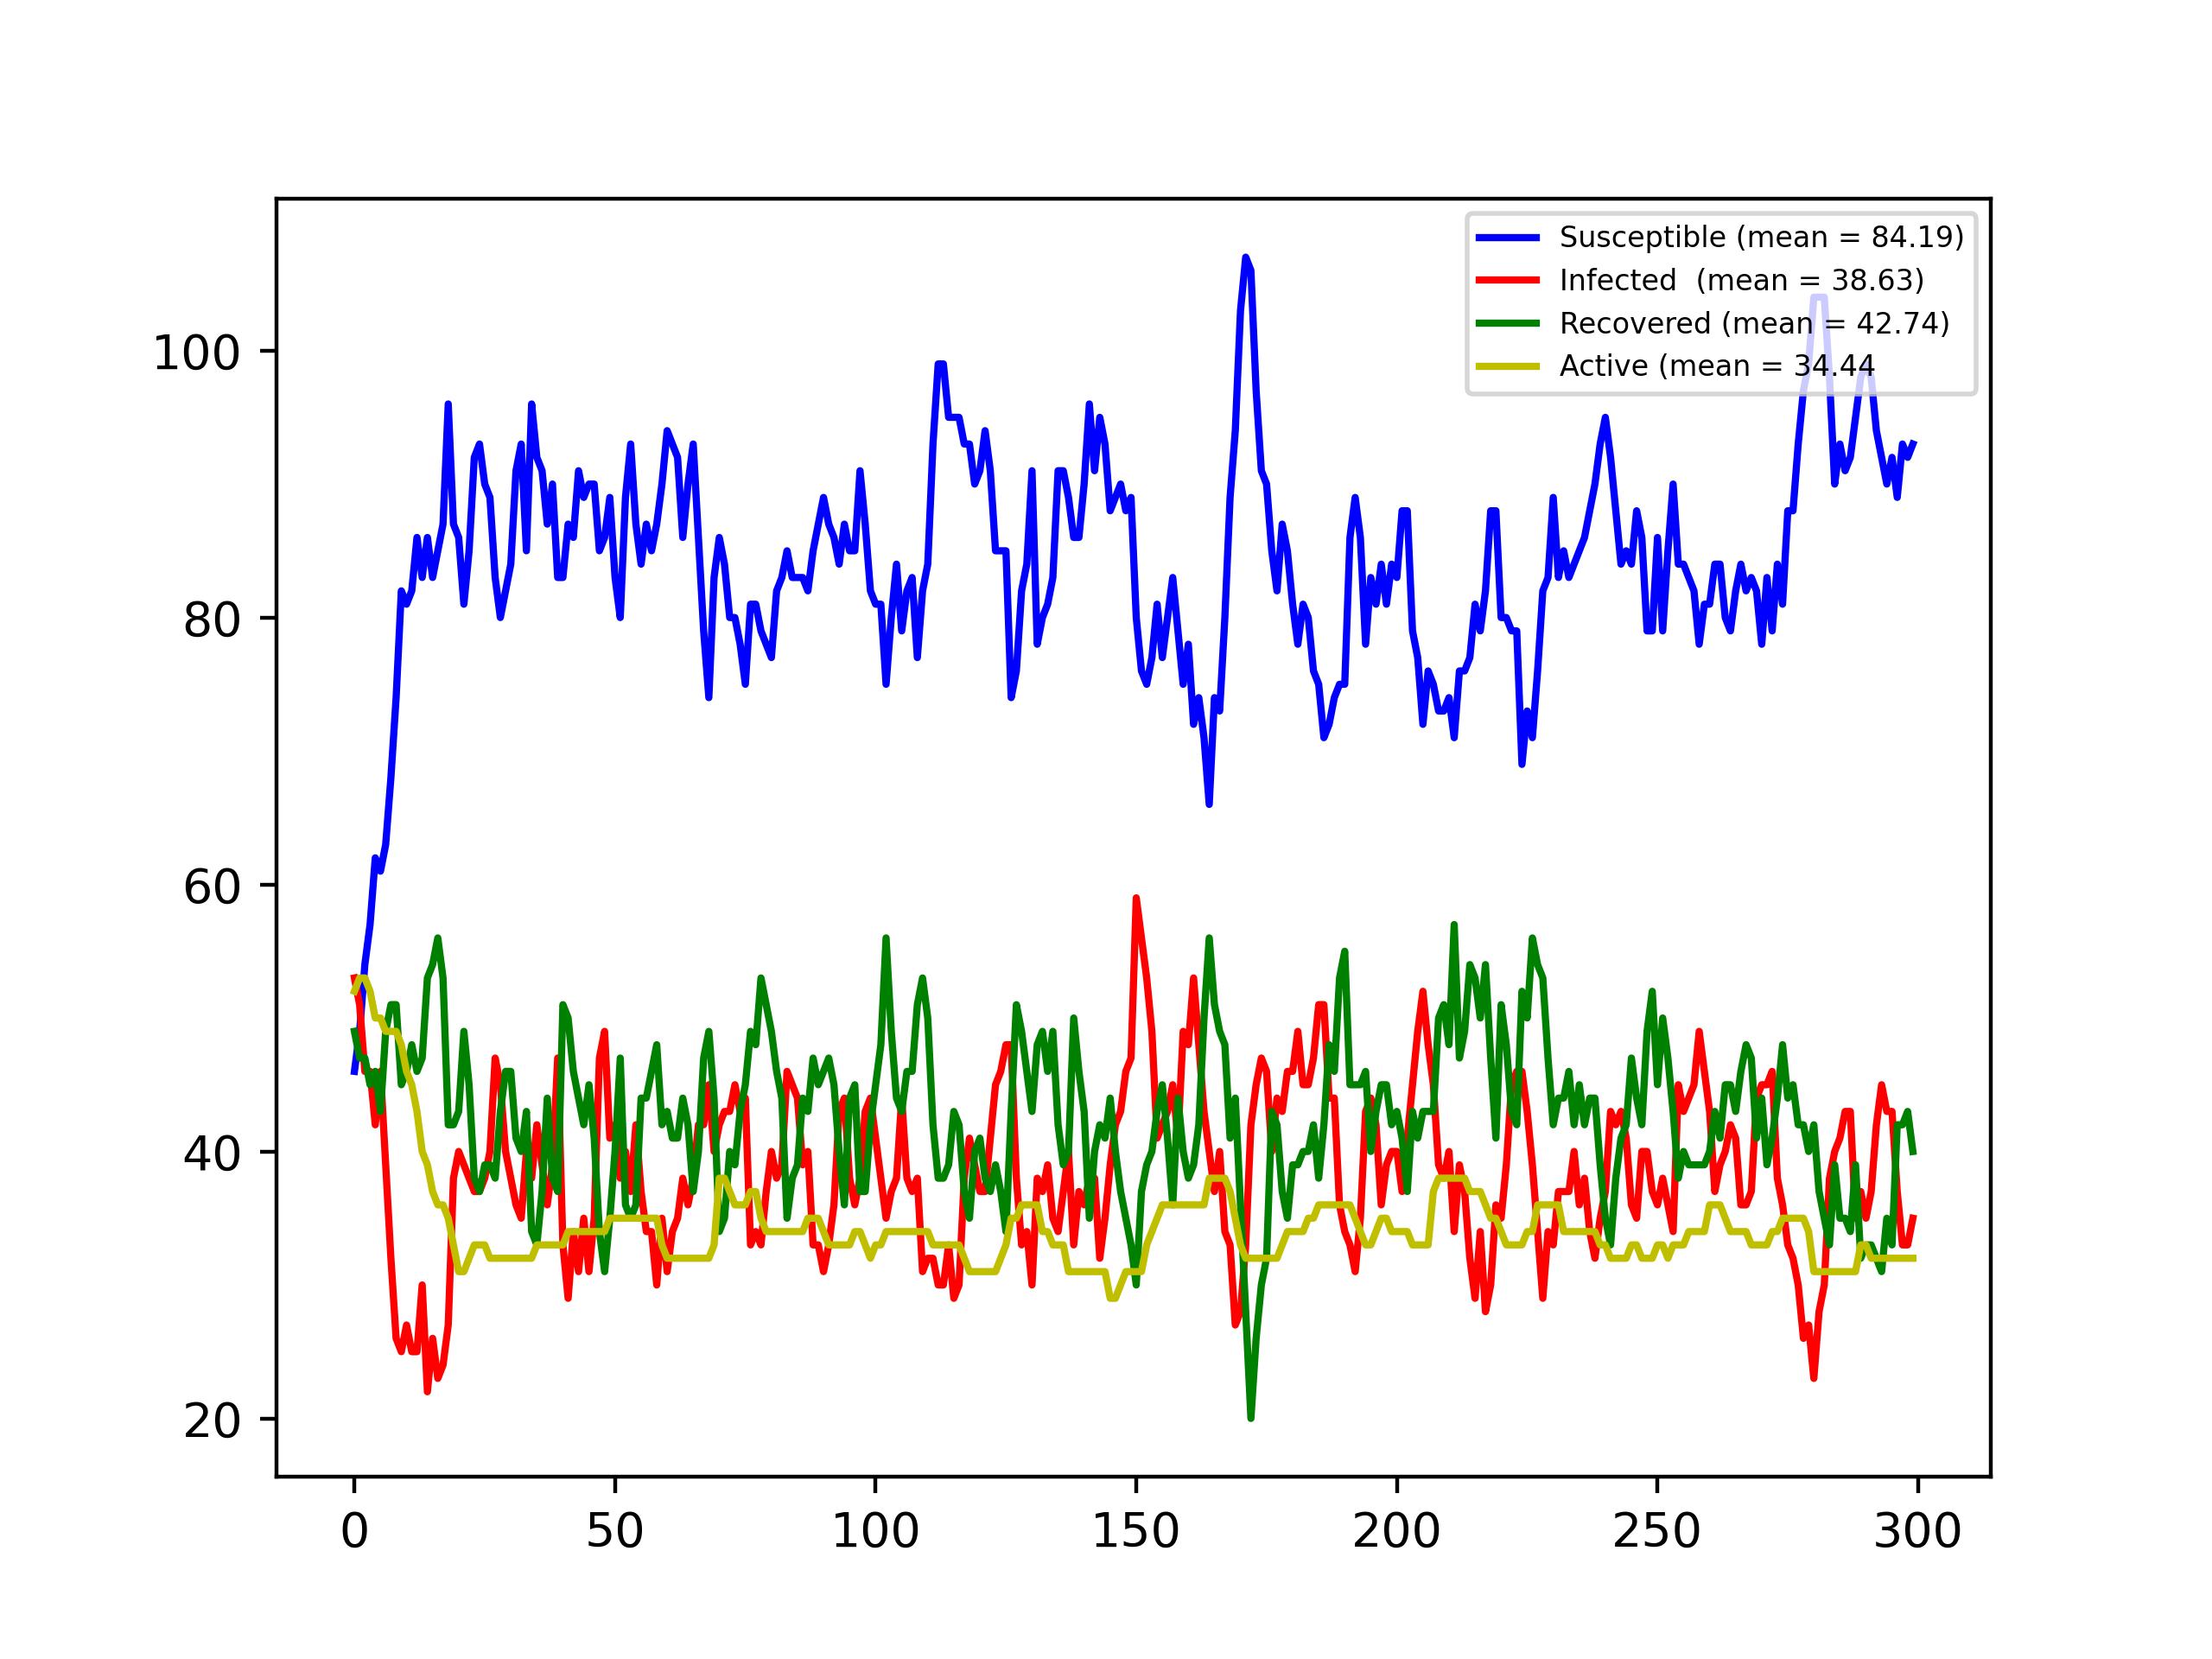 Susceptible (mean = 84.19)
Infected  (mean = 38.63)
Recovered (mean = 42.74)
Active (mean = 34.44
100
80
60
40
20
0 50 100 150 200 250 300